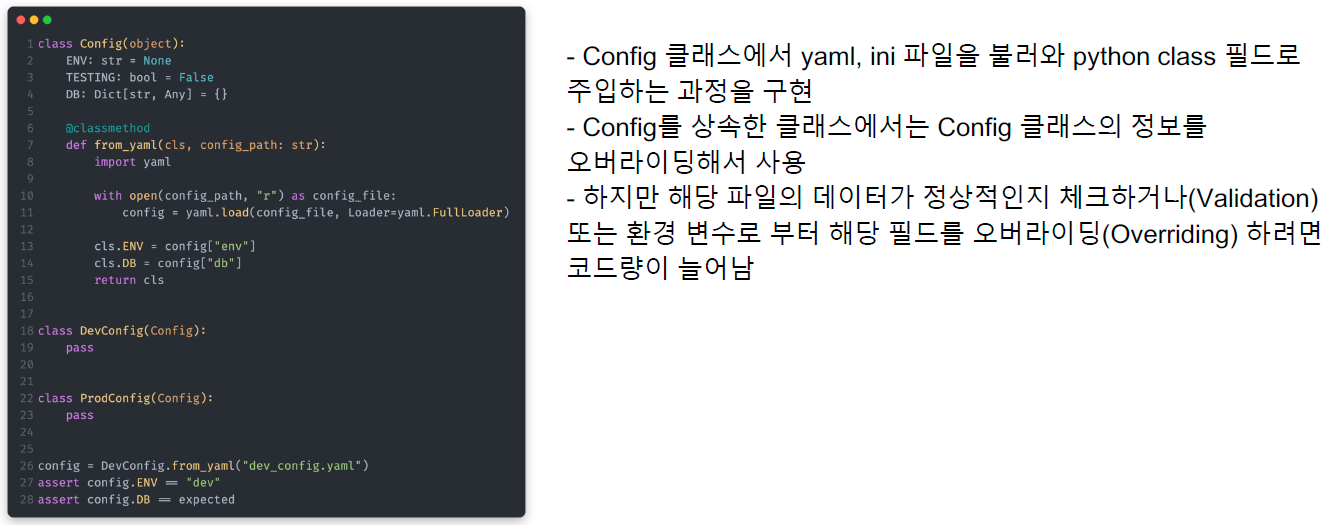 1 class Config(object):
2     ENV: str = None
3     TESTING: bool = False
4     DB: Dict[str, Any] = {}
5
6     @classmethod
7     def from_yaml(cls, config_path: str):
8         import yaml
9
10         with open(config_path, "r") as config_file:
11             config = yaml.load(config_file, Loader=yaml.FullLoader)
12
13         cls.ENV = config["env"]
14         cls.DB = config["db"]
15         return cls
16
17
18 class DevConfig(Config):
19     pass
20
21
22 class ProdConfig(Config):
23     pass
24
25
26 config = DevConfig.from_yaml("dev_config.yaml")
27 assert config.ENV == "dev"
28 assert config.DB == expected
- Config 클래스에서 yaml, ini 파일을 불러와 python class 필드로
주입하는 과정을 구현
- Config를 상속한 클래스에서는 Config 클래스의 정보를
오버라이딩해서 사용
- 하지만 해당 파일의 데이터가 정상적인지 체크하거나(Validation)
또는 환경 변수로 부터 해당 필드를 오버라이딩(Overriding) 하려면
코드량이 늘어남